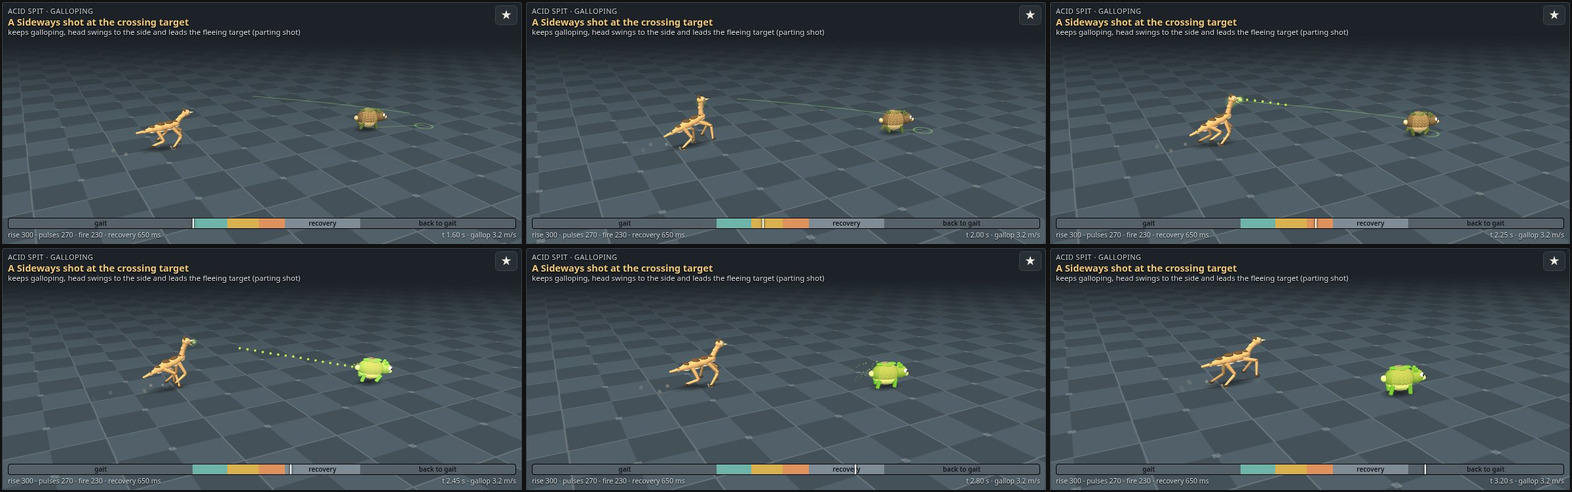 ACID SPIT · GALLOPING
A Sideways shot at the crossing target
keeps galloping, head swings to the side and leads the fleeing target (parting shot)
gait recovery back to gait
rise 300 · pulses 270 · fire 230 · recovery 650 ms t 1.60 s · gallop 3.2 m/s
ACID SPIT · GALLOPING
A Sideways shot at the crossing target
keeps galloping, head swings to the side and leads the fleeing target (parting shot)
gait recovery back to gait
rise 300 · pulses 270 · fire 230 · recovery 650 ms t 2.00 s · gallop 3.2 m/s
ACID SPIT · GALLOPING
A Sideways shot at the crossing target
keeps galloping, head swings to the side and leads the fleeing target (parting shot)
gait recovery back to gait
rise 300 · pulses 270 · fire 230 · recovery 650 ms t 2.25 s · gallop 3.2 m/s
ACID SPIT · GALLOPING
A Sideways shot at the crossing target
keeps galloping, head swings to the side and leads the fleeing target (parting shot)
gait recovery back to gait
rise 300 · pulses 270 · fire 230 · recovery 650 ms t 2.45 s · gallop 3.2 m/s
ACID SPIT · GALLOPING
A Sideways shot at the crossing target
keeps galloping, head swings to the side and leads the fleeing target (parting shot)
gait recovery back to gait
rise 300 · pulses 270 · fire 230 · recovery 650 ms t 2.80 s · gallop 3.2 m/s
ACID SPIT · GALLOPING
A Sideways shot at the crossing target
keeps galloping, head swings to the side and leads the fleeing target (parting shot)
gait recovery back to gait
rise 300 · pulses 270 · fire 230 · recovery 650 ms t 3.20 s · gallop 3.2 m/s